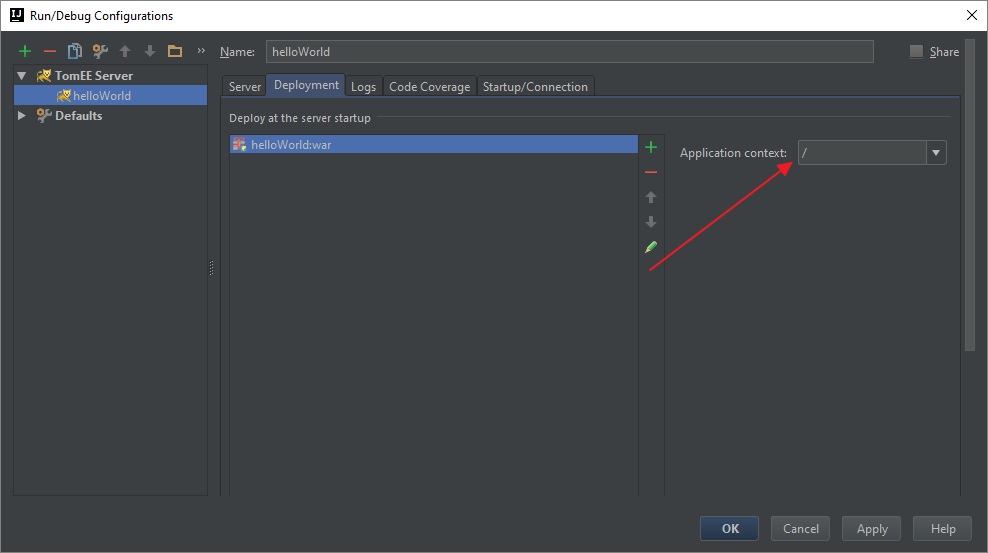 Run/Debug Configurations
Name: helloWorld Share
TomEE Server
helloWorld
Defaults
Server Deployment Logs Code Coverage Startup/Connection
Deploy at the server startup
helloWorld:war
Application context: /
OK Cancel Apply Help